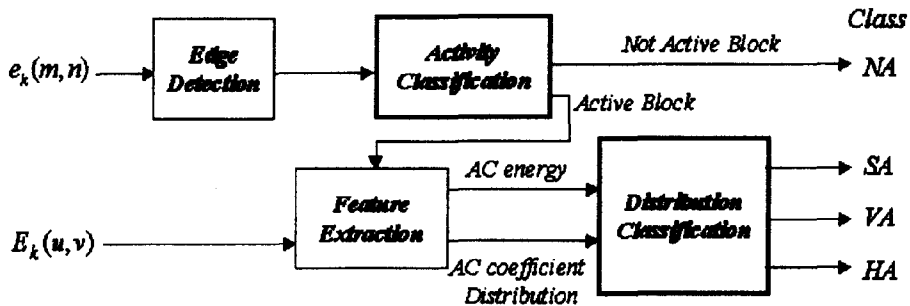 Class
e_k(m,n)
Edge
Detection
Activity
Classification
Not Active Block
NA
Active Block
E_k(u,v)
Feature
Extraction
AC energy
AC coefficient
Distribution
Distribution
Classification
SA
VA
HA